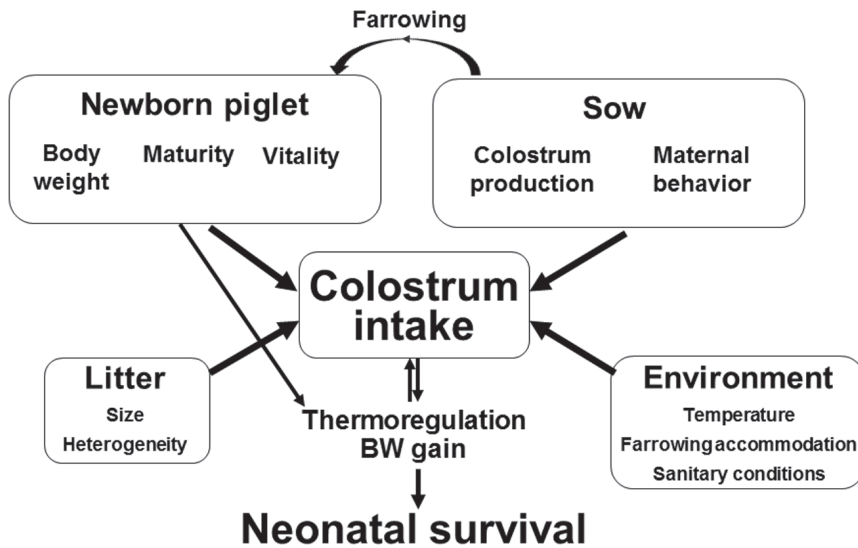 Farrowing
Newborn piglet
Body
weight
Maturity
Vitality
Sow
Colostrum
production
Maternal
behavior
Colostrum
intake
Litter
Size
Heterogeneity
Environment
Temperature
Farrowing accommodation
Sanitary conditions
Thermoregulation
BW gain
Neonatal survival